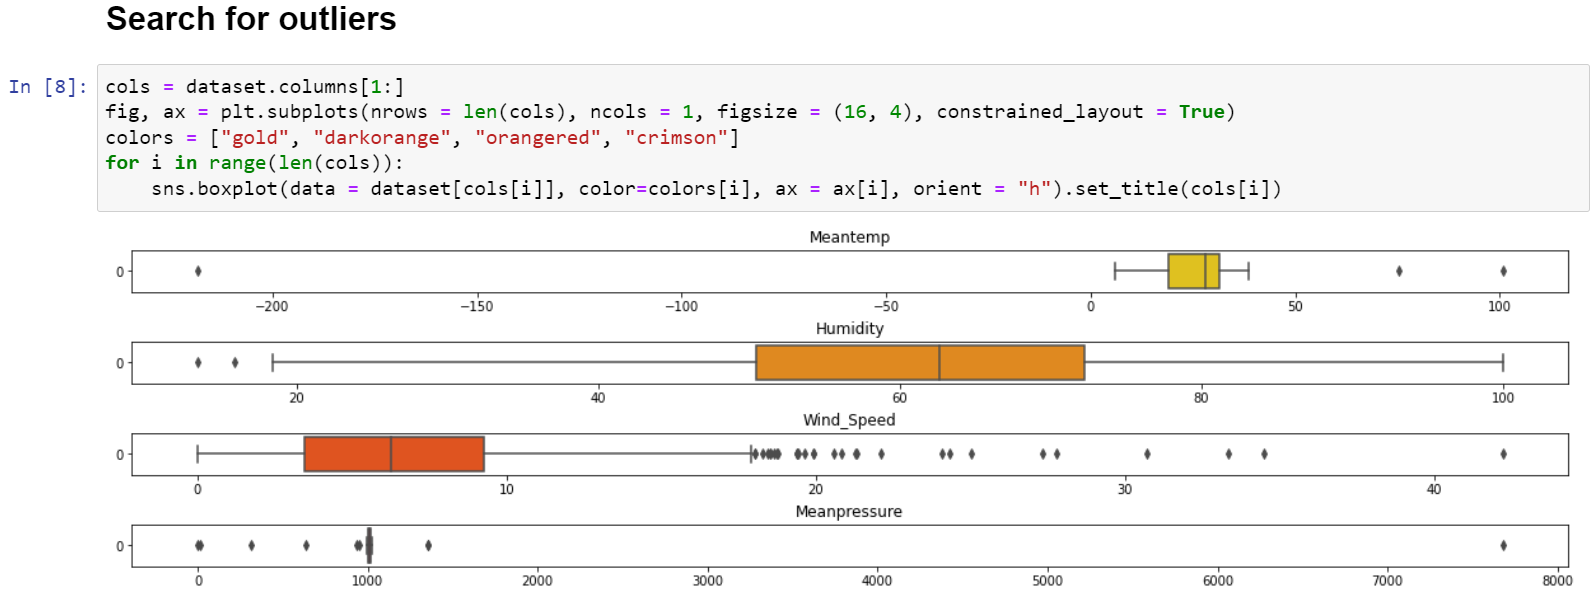 Search for outliers
In [8]: cols = dataset.columns[1:]
fig, ax = plt.subplots(nrows = len(cols), ncols = 1, figsize = (16, 4), constrained_layout = True)
colors = ["gold", "darkorange", "orangered", "crimson"]
for i in range(len(cols)):
    sns.boxplot(data = dataset[cols[i]], color=colors[i], ax = ax[i], orient = "h").set_title(cols[i])
Meantemp
0
−200 −150 −100 −50 0 50 100
Humidity
0
20 40 60 80 100
Wind_Speed
0
0 10 20 30 40
Meanpressure
0
0 1000 2000 3000 4000 5000 6000 7000 8000